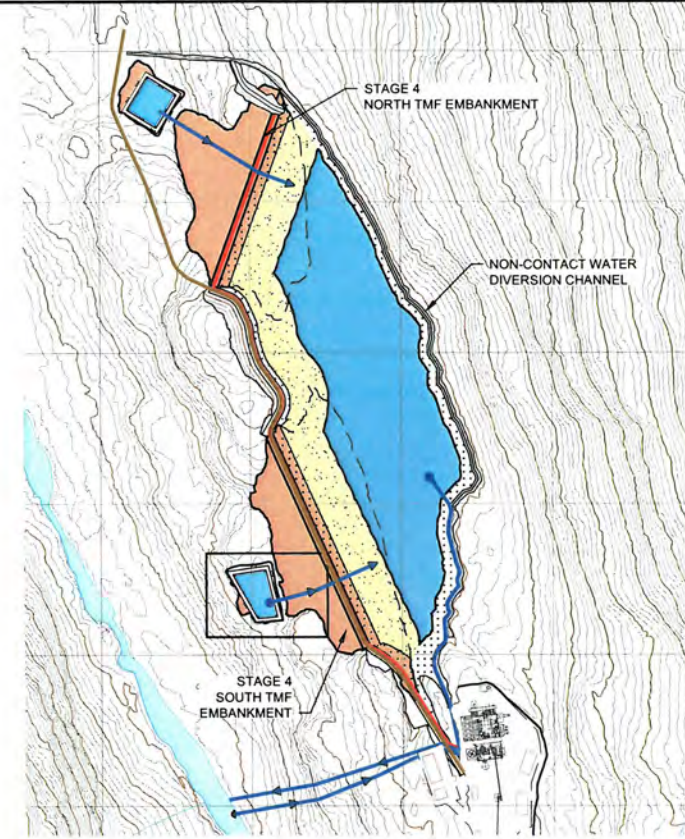 STAGE 4
NORTH TMF EMBANKMENT
NON-CONTACT WATER
DIVERSION CHANNEL
STAGE 4
SOUTH TMF
EMBANKMENT